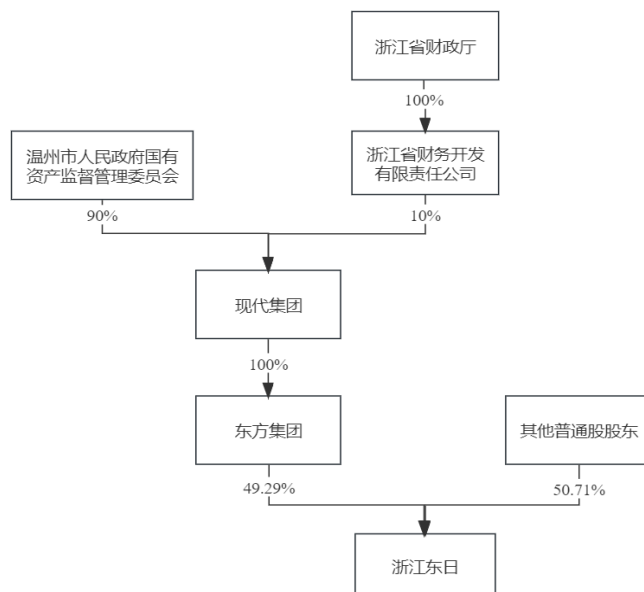 浙江省财政厅
100%
温州市人民政府国有
资产监督管理委员会
浙江省财务开发
有限责任公司
90%
10%
现代集团
100%
东方集团
其他普通股股东
49.29%
50.71%
浙江东日